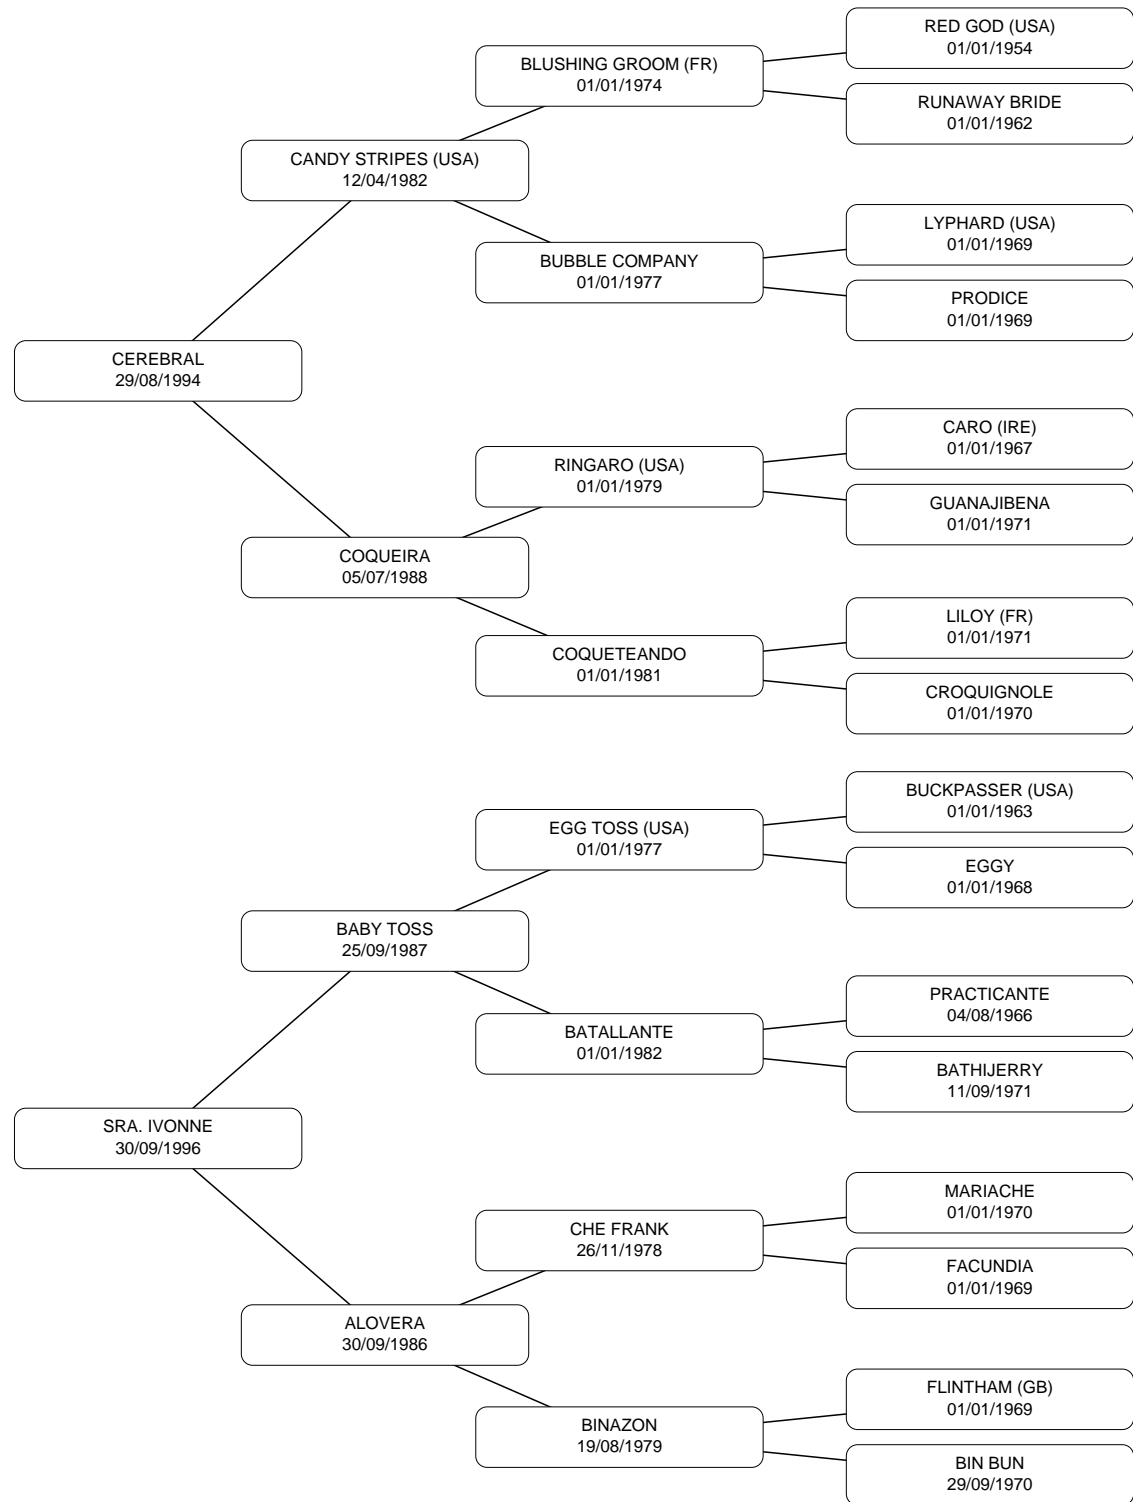 RED GOD (USA)
01/01/1954
BLUSHING GROOM (FR)
01/01/1974
RUNAWAY BRIDE
01/01/1962
CANDY STRIPES (USA)
12/04/1982
LYPHARD (USA)
01/01/1969
BUBBLE COMPANY
01/01/1977
PRODICE
01/01/1969
CEREBRAL
29/08/1994
CARO (IRE)
01/01/1967
RINGARO (USA)
01/01/1979
GUANAJIBENA
01/01/1971
COQUEIRA
05/07/1988
LILOY (FR)
01/01/1971
COQUETEANDO
01/01/1981
CROQUIGNOLE
01/01/1970
BUCKPASSER (USA)
01/01/1963
EGG TOSS (USA)
01/01/1977
EGGY
01/01/1968
BABY TOSS
25/09/1987
PRACTICANTE
04/08/1966
BATALLANTE
01/01/1982
BATHIJERRY
11/09/1971
SRA. IVONNE
30/09/1996
MARIACHE
01/01/1970
CHE FRANK
26/11/1978
FACUNDIA
01/01/1969
ALOVERA
30/09/1986
FLINTHAM (GB)
01/01/1969
BINAZON
19/08/1979
BIN BUN
29/09/1970